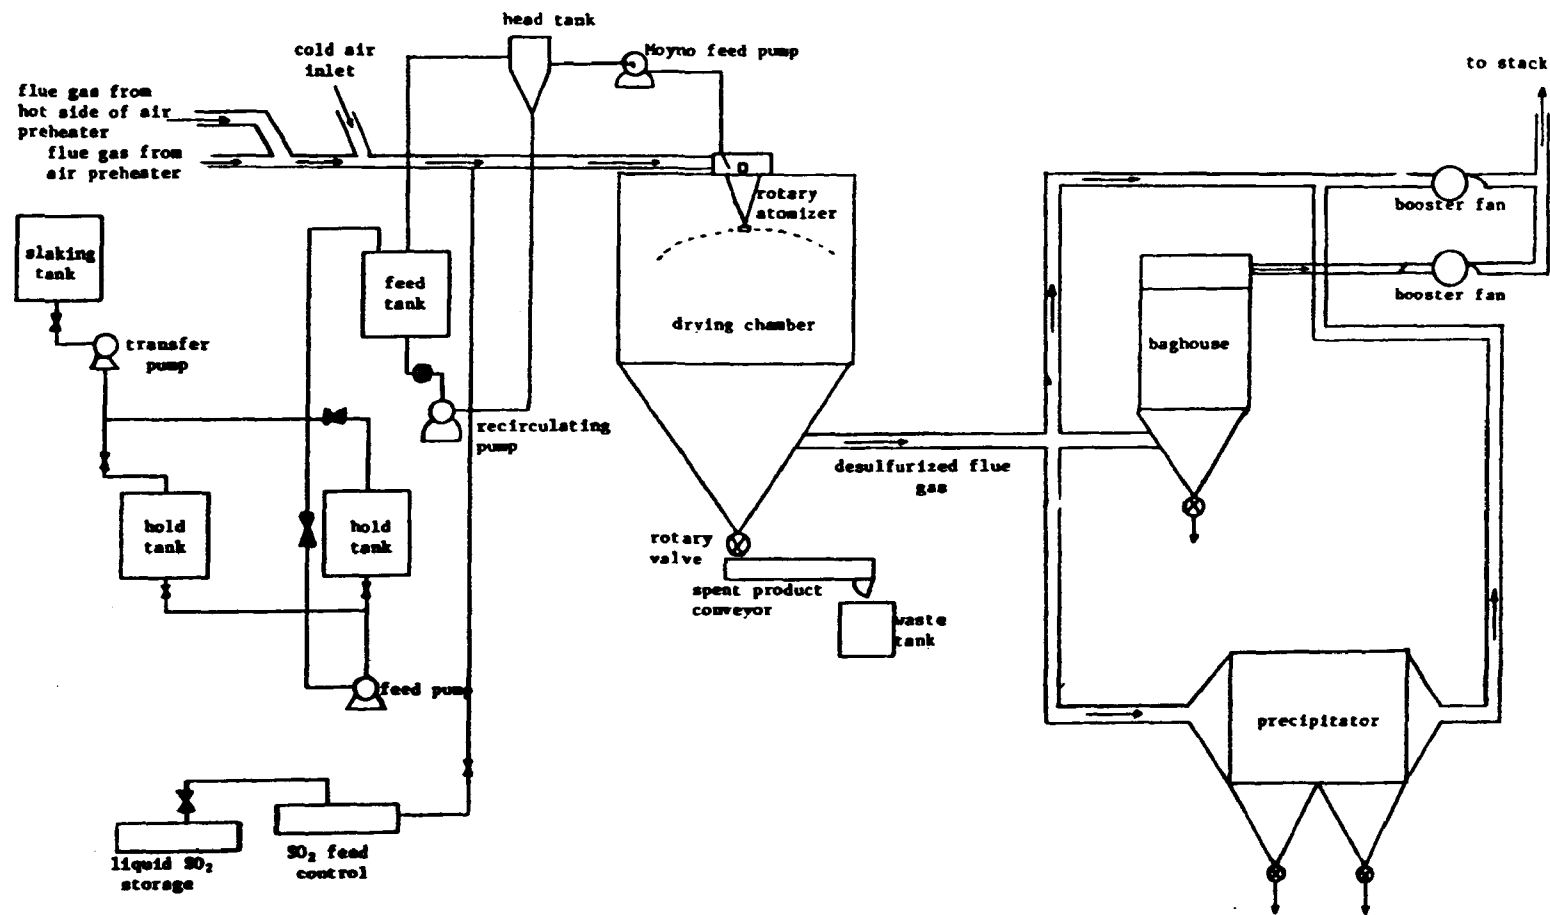 head tank
cold air
inlet
Moyno feed pump
to stack
flue gas from
hot side of air
preheater
flue gas from
air preheater
rotary
atomizer
booster fan
slaking
tank
feed
tank
booster fan
drying chamber
transfer
pump
baghouse
recirculating
pump
desulfurized flue
gas
hold
tank
hold
tank
rotary
valve
spent product
conveyor
waste
tank
feed pump
precipitator
liquid SO₂
storage
SO₂ feed
control